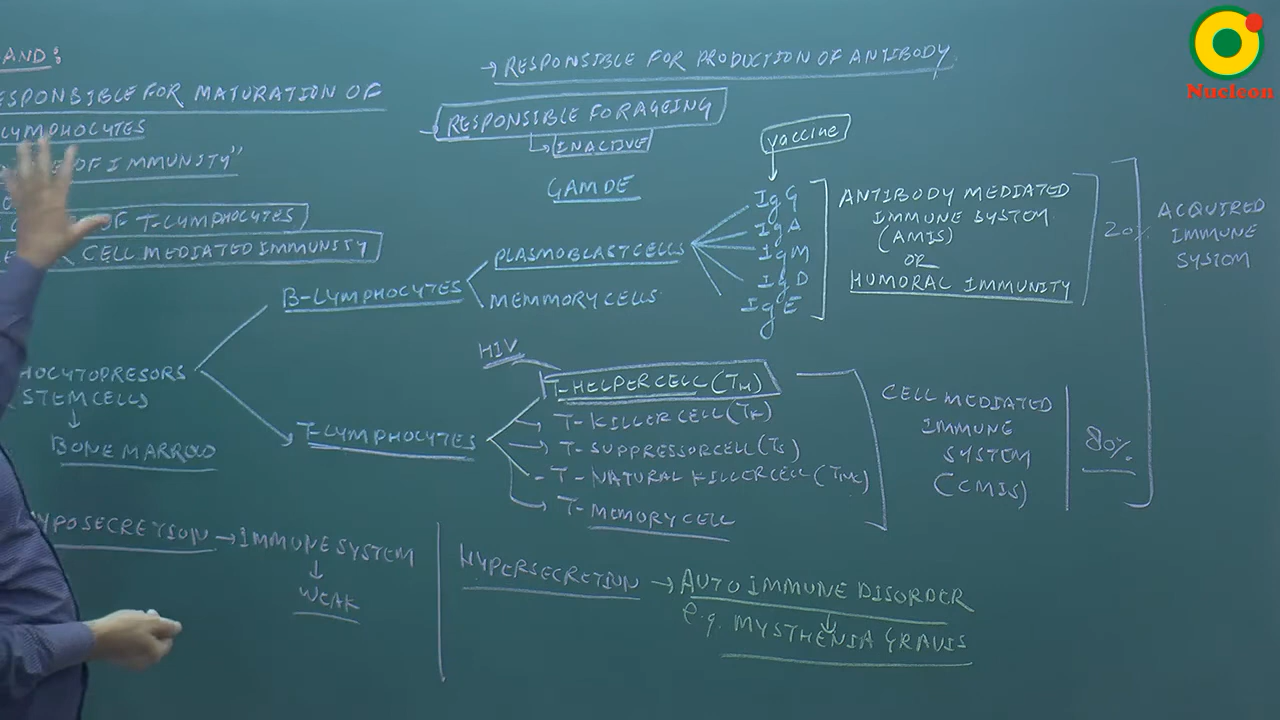 AND:
ESPONSIBLE FOR MATURATION OF
LYMPHOCYTES
OF IMMUNITY"
OF T-LYMPHOCYTES
CELL MEDIATED IMMUNITY
→ RESPONSIBLE FOR PRODUCTION OF ANTIBODY
RESPONSIBLE FOR AGEING
INACTIVE
GAMDE
vaccine
B-LYMPHOCYTES
PLASMOBLAST CELLS
MEMMORY CELLS
IgG
IgA
IgM
IgD
IgE
ANTIBODY MEDIATED
IMMUNE SYSTEM
(AMIS)
OR
HUMORAL IMMUNITY
20%
ACQUIRED
IMMUNE
SYSTEM
HOCYTOPRESORS
STEM CELLS
↓
BONE MARROW
T-LYMPHOCYTES
HIV
T-HELPER CELL (TH)
T-KILLER CELL (TK)
T-SUPPRESSOR CELL (TS)
T-NATURAL KILLER CELL (TNK)
T-MEMORY CELL
CELL MEDIATED
IMMUNE
SYSTEM
(CMIS)
80%
YPOSECRETION → IMMUNE SYSTEM
↓
WEAK
HYPERSECRETION → AUTO IMMUNE DISORDER
e.g. MYSTHENIA GRAVIS
Nucleon